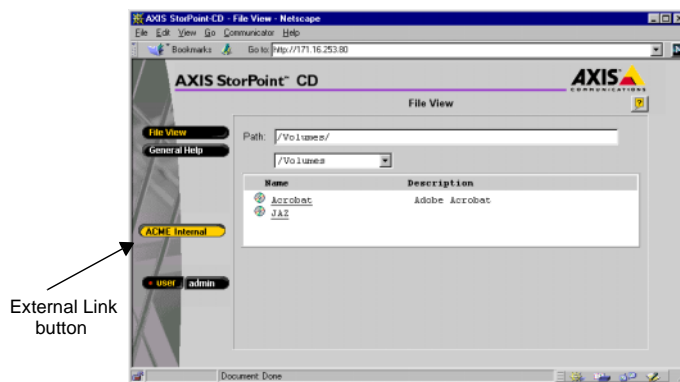 AXIS StorPoint-CD - File View - Netscape
File Edit View Go Communicator Help
Bookmarks Go to: http://171.16.253.80
AXIS StorPoint™ CD
AXIS
COMMUNICATIONS
File View
?
File View
General Help
Path: /Volumes/
/Volumes
Name Description
Acrobat Adobe Acrobat
JAZ
ACME Internal
user admin
External Link
button
Document: Done